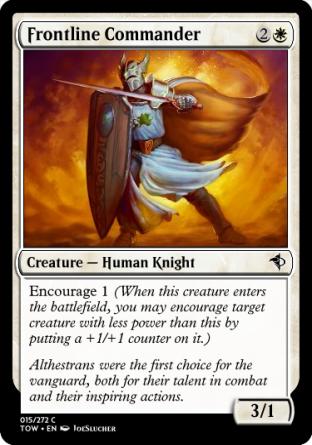 Frontline Commander 2
Creature — Human Knight
Encourage 1 (When this creature enters
the battlefield, you may encourage target
creature with less power than this by
putting a +1/+1 counter on it.)
Althestrans were the first choice for the
vanguard, both for their talent in combat
and their inspiring actions.
3/1
015/272 C
TOW • EN JOESLUCHER